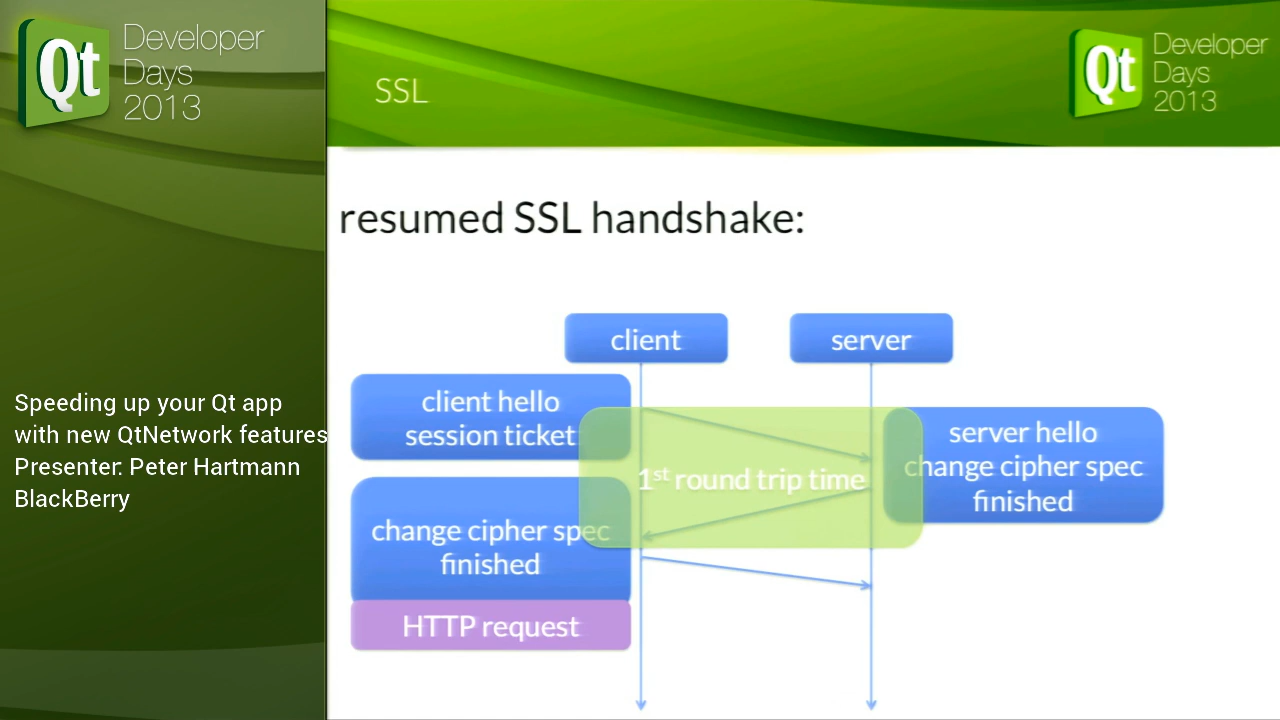 Qt Developer
Days
2013
Speeding up your Qt app
with new QtNetwork features
Presenter: Peter Hartmann
BlackBerry
SSL
Qt Developer
Days
2013
resumed SSL handshake:
client
server
client hello
session ticket
server hello
change cipher spec
finished
1st round trip time
change cipher spec
finished
HTTP request